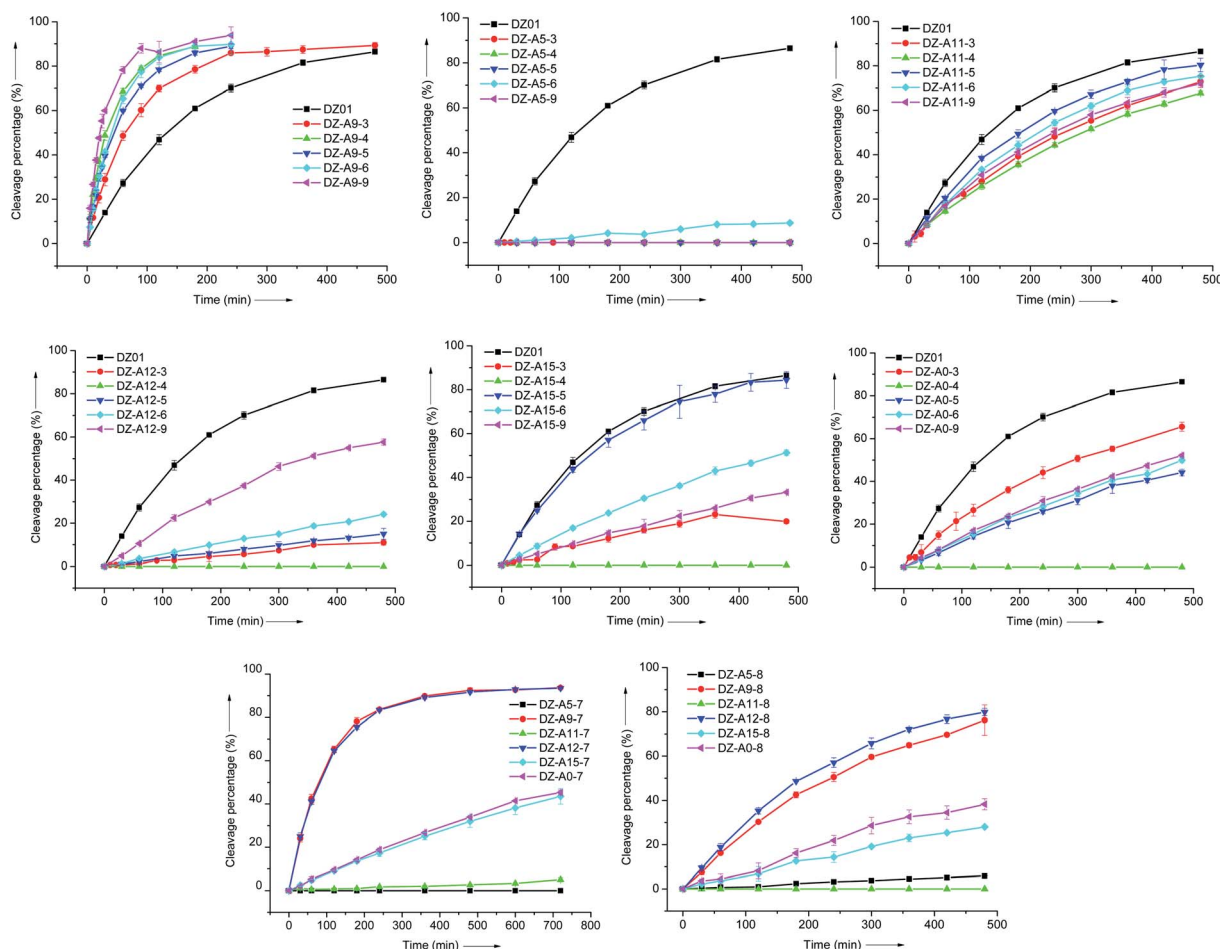 Cleavage percentage (%)
100
80
60
40
20
0
DZ01
DZ-A9-3
DZ-A9-4
DZ-A9-5
DZ-A9-6
DZ-A9-9
0 100 200 300 400 500
Time (min)
Cleavage percentage (%)
100
80
60
40
20
0
DZ01
DZ-A5-3
DZ-A5-4
DZ-A5-5
DZ-A5-6
DZ-A5-9
0 100 200 300 400 500
Time (min)
Cleavage percentage (%)
100
80
60
40
20
0
DZ01
DZ-A11-3
DZ-A11-4
DZ-A11-5
DZ-A11-6
DZ-A11-9
0 100 200 300 400 500
Time (min)
Cleavage percentage (%)
100
80
60
40
20
0
DZ01
DZ-A12-3
DZ-A12-4
DZ-A12-5
DZ-A12-6
DZ-A12-9
0 100 200 300 400 500
Time (min)
Cleavage percentage (%)
100
80
60
40
20
0
DZ01
DZ-A15-3
DZ-A15-4
DZ-A15-5
DZ-A15-6
DZ-A15-9
0 100 200 300 400 500
Time (min)
Cleavage percentage (%)
100
80
60
40
20
0
DZ01
DZ-A0-3
DZ-A0-4
DZ-A0-5
DZ-A0-6
DZ-A0-9
0 100 200 300 400 500
Time (min)
Cleavage percentage (%)
100
80
60
40
20
0
DZ-A5-7
DZ-A9-7
DZ-A11-7
DZ-A12-7
DZ-A15-7
DZ-A0-7
0 100 200 300 400 500 600 700 800
Time (min)
Cleavage percentage (%)
100
80
60
40
20
0
DZ-A5-8
DZ-A9-8
DZ-A11-8
DZ-A12-8
DZ-A15-8
DZ-A0-8
0 100 200 300 400 500
Time (min)